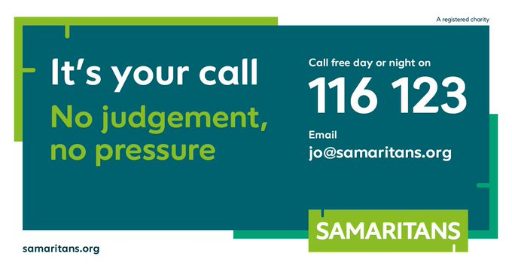 A registered charity
It's your call
No judgement,
no pressure
Call free day or night on
116 123
Email
jo@samaritans.org
SAMARITANS
samaritans.org